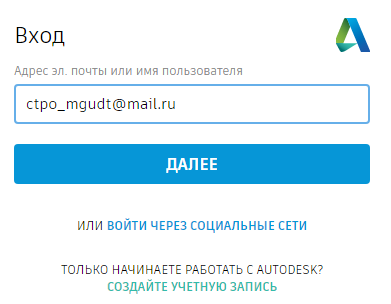 Вход
Адрес эл. почты или имя пользователя
ctpo_mgudt@mail.ru
ДАЛЕЕ
ИЛИ ВОЙТИ ЧЕРЕЗ СОЦИАЛЬНЫЕ СЕТИ
ТОЛЬКО НАЧИНАЕТЕ РАБОТАТЬ С AUTODESK?
СОЗДАЙТЕ УЧЕТНУЮ ЗАПИСЬ